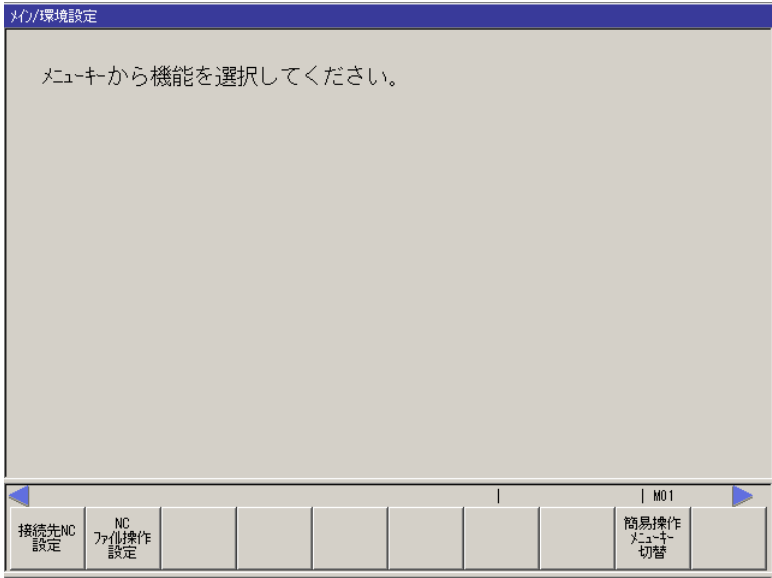 ﾒｲﾝ/環境設定
ﾒﾆｭｰｷｰから機能を選択してください。
| | M01
接続先NC
設定
NC
ﾌｧｲﾙ操作
設定
簡易操作
ﾒﾆｭｰｷｰ
切替